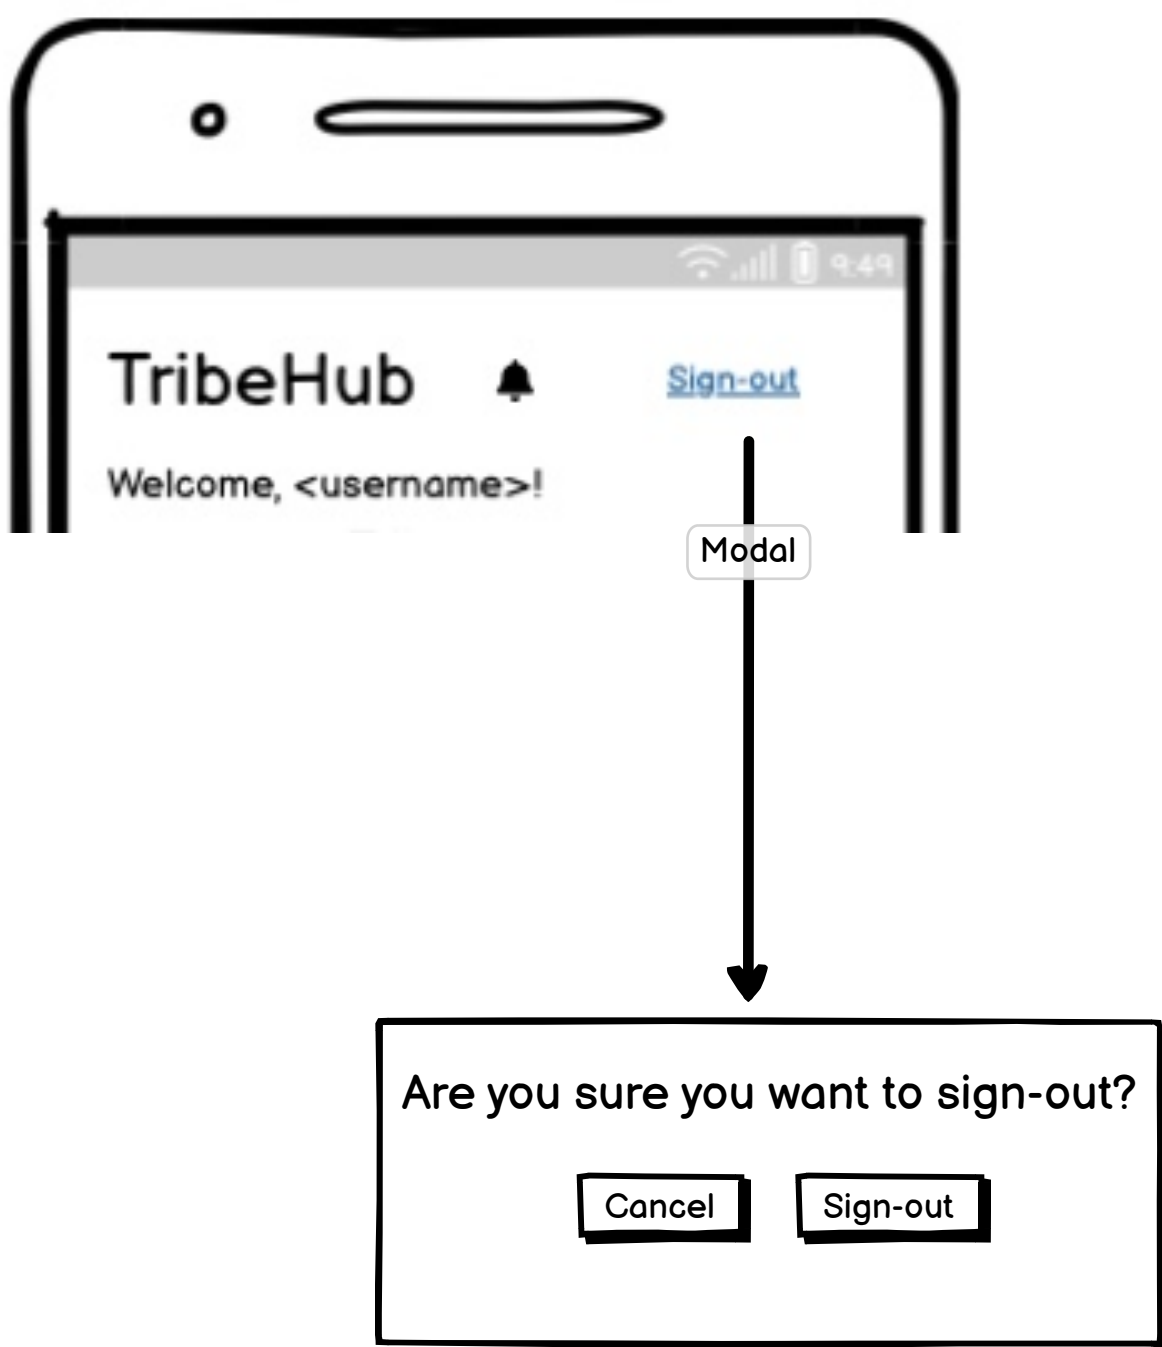 9:49
TribeHub Sign-out
Welcome, <username>!
Modal
Are you sure you want to sign-out?
Cancel Sign-out